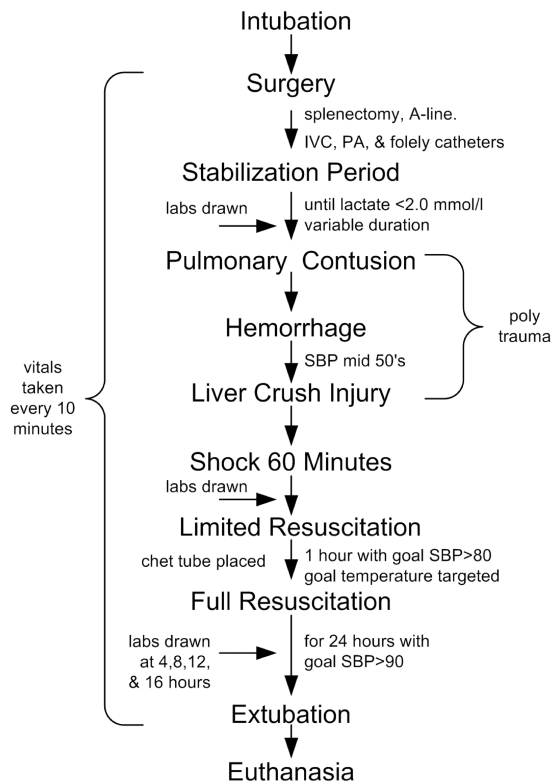 Intubation
Surgery
splenectomy, A-line.
IVC, PA, & folely catheters
Stabilization Period
labs drawn
until lactate <2.0 mmol/l
variable duration
Pulmonary Contusion
Hemorrhage
poly
trauma
SBP mid 50's
vitals
taken
every 10
minutes
Liver Crush Injury
Shock 60 Minutes
labs drawn
Limited Resuscitation
chet tube placed
1 hour with goal SBP>80
goal temperature targeted
Full Resuscitation
labs drawn
at 4,8,12,
& 16 hours
for 24 hours with
goal SBP>90
Extubation
Euthanasia